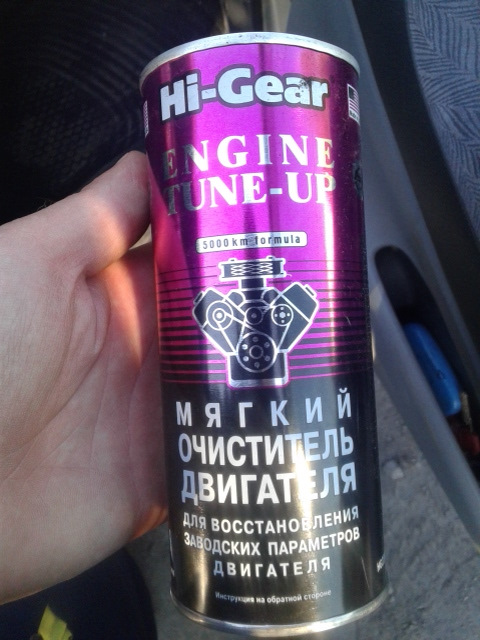 Hi-Gear
ENGINE
TUNE-UP
5000 km formula
МЯГКИЙ
ОЧИСТИТЕЛЬ
ДВИГАТЕЛЯ
ДЛЯ ВОССТАНОВЛЕНИЯ
ЗАВОДСКИХ ПАРАМЕТРОВ
ДВИГАТЕЛЯ
Инструкция на обратной стороне